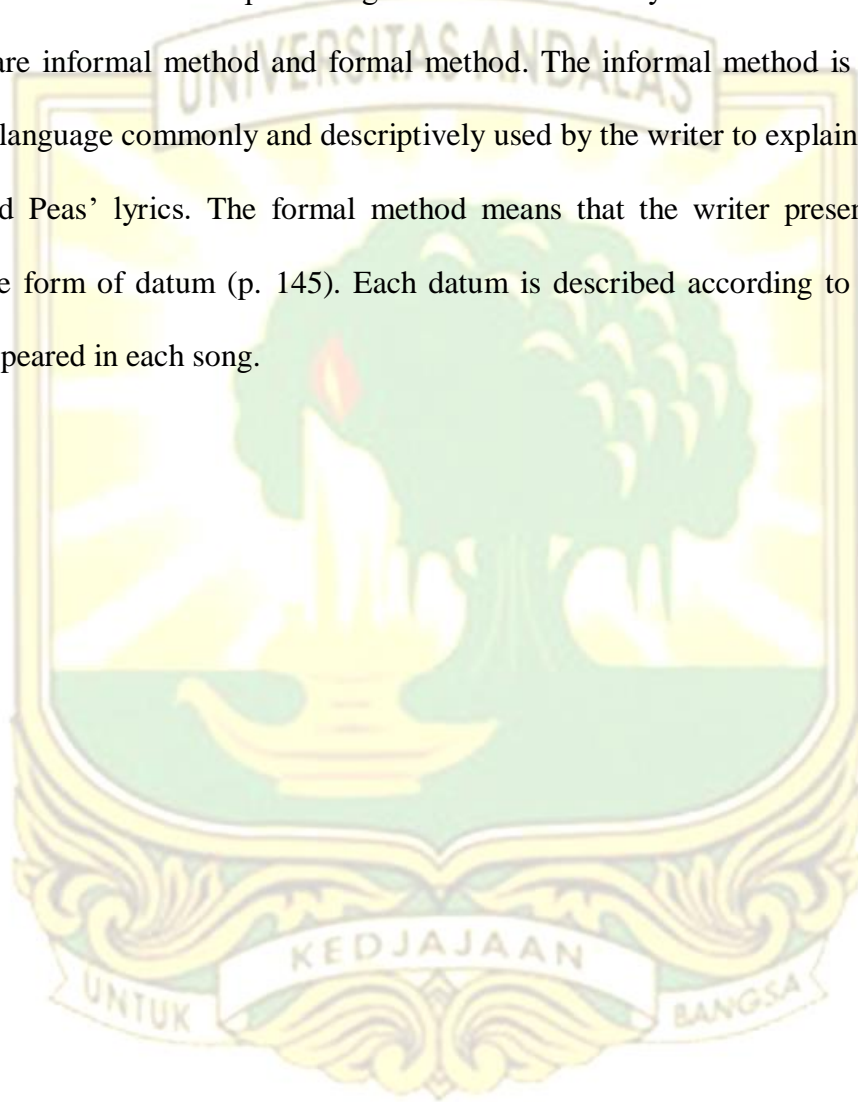 UNIVERSITAS ANDALAS
are informal method and formal method. The informal method is
language commonly and descriptively used by the writer to explain
Peas’ lyrics. The formal method means that the writer
form of datum (p. 145). Each datum is described according to
in each song.
KEDJAJAAN
UNTUK
BANGSA